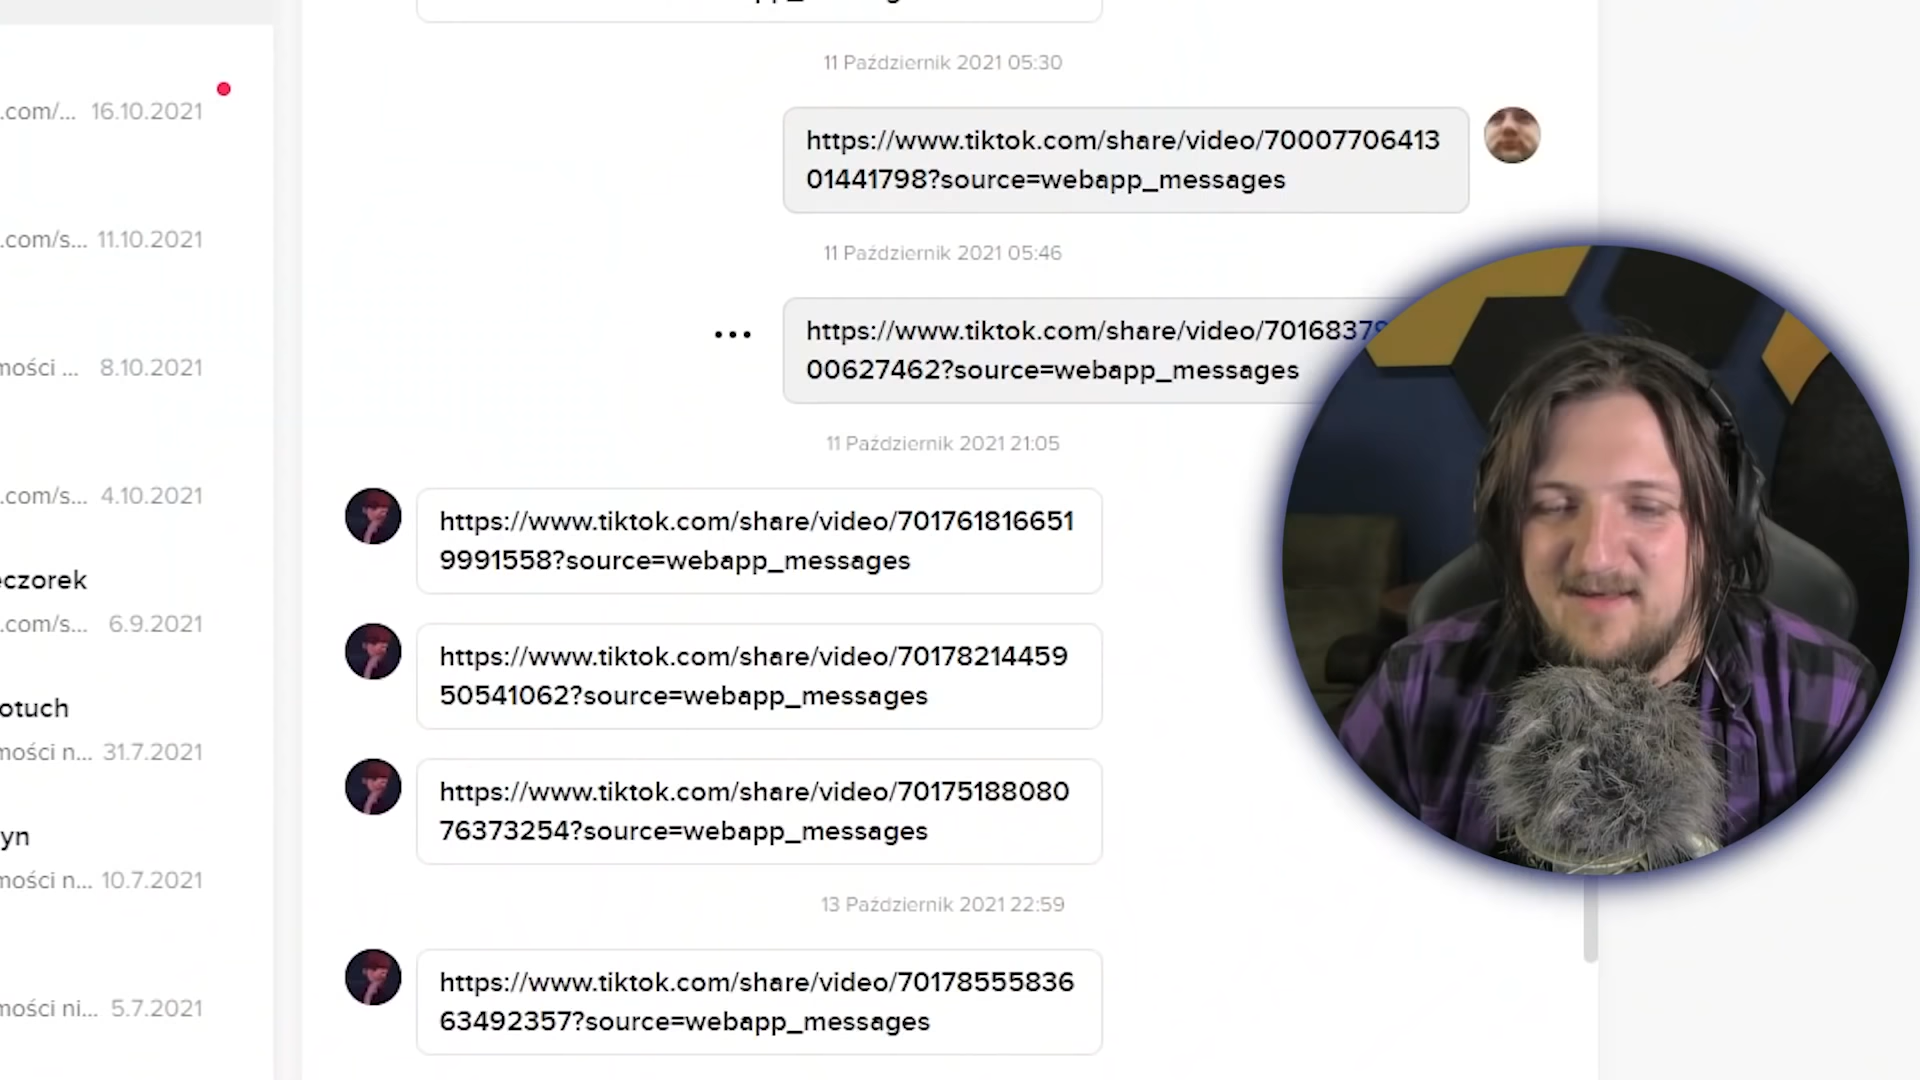 .com/... 16.10.2021
.com/s... 11.10.2021
mości ... 8.10.2021
.com/s... 4.10.2021
czorek
.com/s... 6.9.2021
otuch
mości n... 31.7.2021
yn
mości n... 10.7.2021
mości ni... 5.7.2021
11 Październik 2021 05:30
https://www.tiktok.com/share/video/70007706413
01441798?source=webapp_messages
11 Październik 2021 05:46
https://www.tiktok.com/share/video/70168379
00627462?source=webapp_messages
11 Październik 2021 21:05
https://www.tiktok.com/share/video/701761816651
9991558?source=webapp_messages
https://www.tiktok.com/share/video/70178214459
50541062?source=webapp_messages
https://www.tiktok.com/share/video/70175188080
76373254?source=webapp_messages
13 Październik 2021 22:59
https://www.tiktok.com/share/video/70178555836
63492357?source=webapp_messages